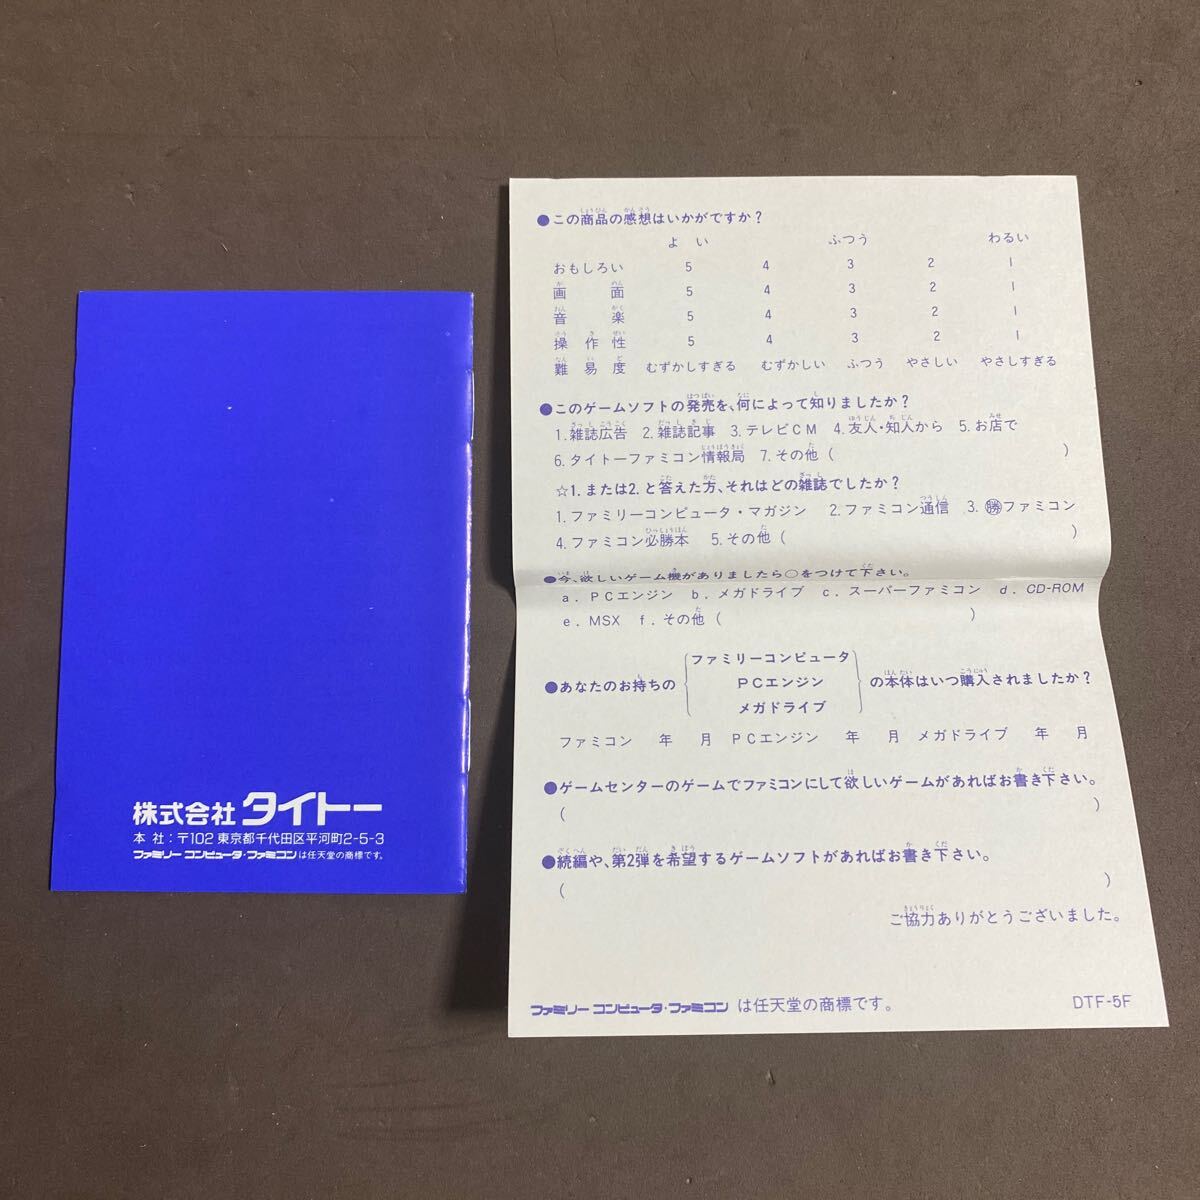 株式会社 タイトー
本 社：〒102 東京都千代田区平河町2-5-3
ファミリー コンピュータ・ファミコンは任天堂の商標です。
●この商品の感想はいかがですか？
よ い ふつう わるい
おもしろい 5 4 3 2 1
画 面 5 4 3 2 1
音 楽 5 4 3 2 1
操 作 性 5 4 3 2 1
難 易 度 むずかしすぎる むずかしい ふつう やさしい やさしすぎる
●このゲームソフトの発売を、何によって知りましたか？
1.雑誌広告 2.雑誌記事 3.テレビCM 4.友人・知人から 5.お店で
6.タイトーファミコン情報局 7.その他（ ）
☆1.または2.と答えた方、それはどの雑誌でしたか？
1.ファミリーコンピュータ・マガジン 2.ファミコン通信 3.㊝ファミコン
4.ファミコン必勝本 5.その他（ ）
●今、欲しいゲーム機がありましたら○をつけて下さい。
a．PCエンジン b．メガドライブ c．スーパーファミコン d．CD-ROM
e．MSX f．その他（ ）
●あなたのお持ちの
ファミリーコンピュータ
PCエンジン
メガドライブ
の本体はいつ購入されましたか？
ファミコン 年 月 PCエンジン 年 月 メガドライブ 年 月
●ゲームセンターのゲームでファミコンにして欲しいゲームがあればお書き下さい。
（ ）
●続編や、第2弾を希望するゲームソフトがあればお書き下さい。
（ ）
ご協力ありがとうございました。
ファミリー コンピュータ・ファミコン は任天堂の商標です。 DTF-5F